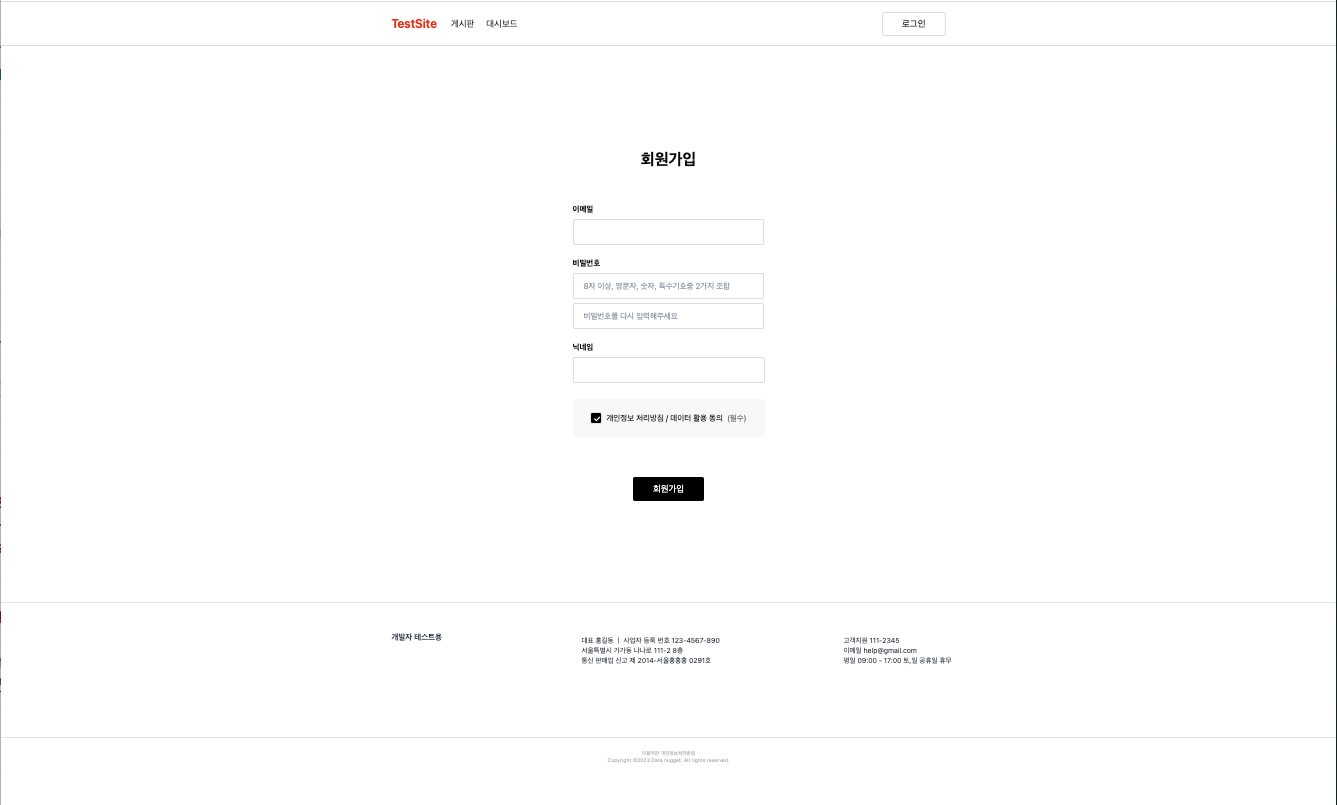 TestSite 게시판 대시보드 로그인
회원가입
이메일
비밀번호
8자 이상, 영문자, 숫자, 특수기호중 2가지 조합
비밀번호를 다시 입력해주세요
닉네임
개인정보 처리방침 / 데이터 활용 동의 (필수)
회원가입
개발자 테스트용
대표 홍길동 | 사업자 등록 번호 123-4567-890
서울특별시 가가동 나나로 111-2 8층
통신 판매업 신고 제 2014-서울홍홍홍 0291호
고객지원 111-2345
이메일 help@gmail.com
평일 09:00 - 17:00 토,일 공휴일 휴무
이용약관 개인정보처리방침
Copyright ©2023 Data nugget. All rights reserved.